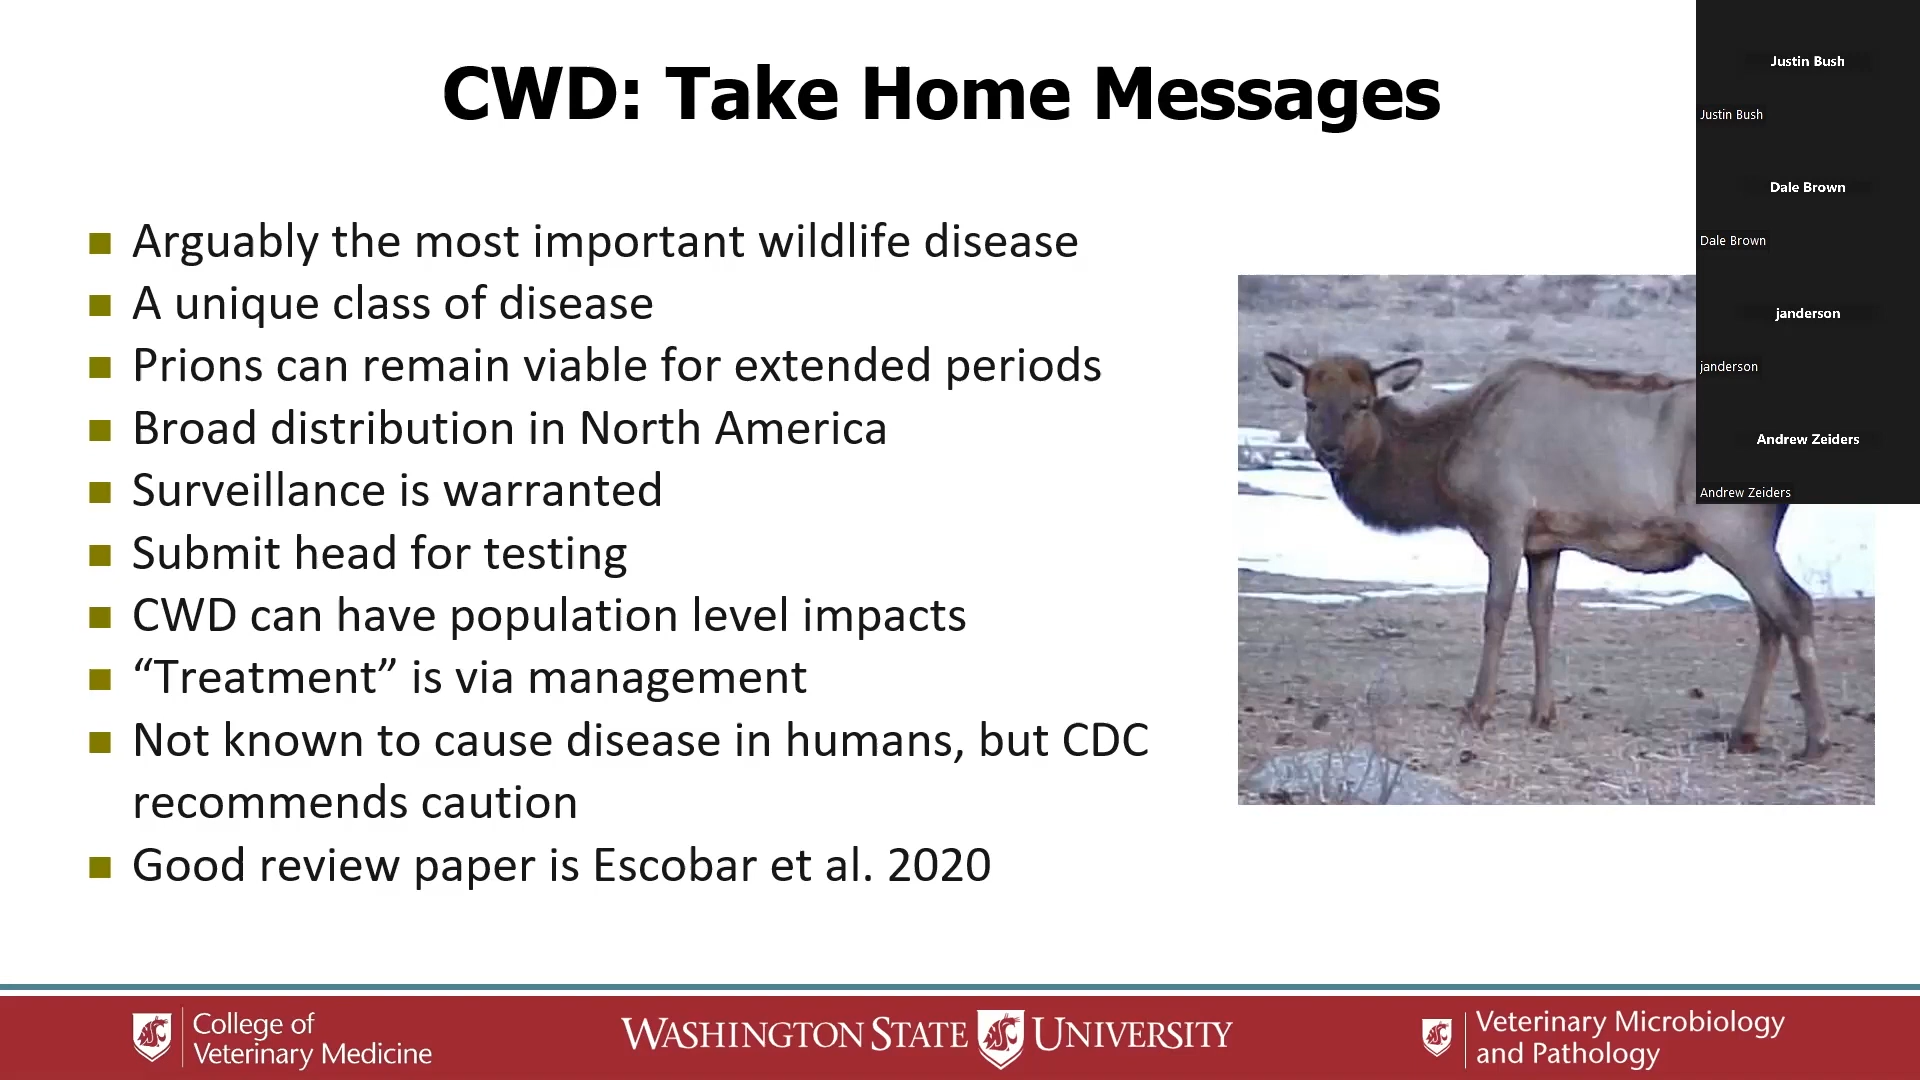 CWD: Take Home Messages
Arguably the most important wildlife disease
A unique class of disease
Prions can remain viable for extended periods
Broad distribution in North America
Surveillance is warranted
Submit head for testing
CWD can have population level impacts
“Treatment” is via management
Not known to cause disease in humans, but CDC
recommends caution
Good review paper is Escobar et al. 2020
Justin Bush
Justin Bush
Dale Brown
Dale Brown
janderson
janderson
Andrew Zeiders
Andrew Zeiders
College of
Veterinary Medicine
WASHINGTON STATE UNIVERSITY
Veterinary Microbiology
and Pathology